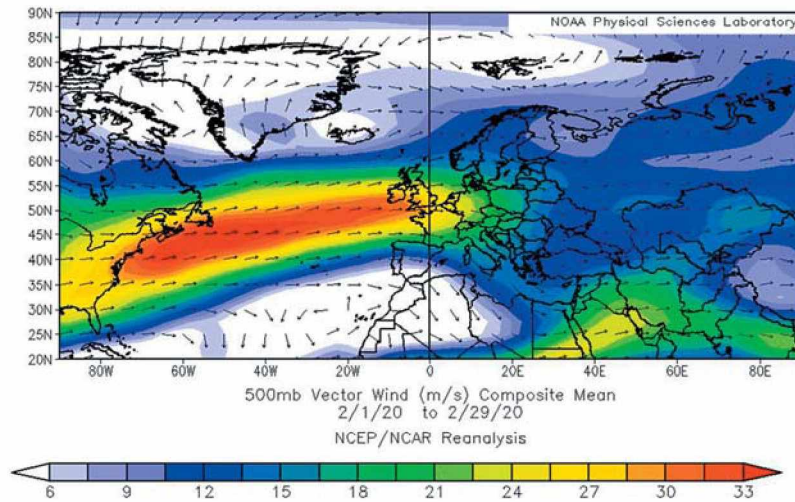 NOAA Physical Sciences Laboratory
90N
85N
80N
75N
70N
65N
60N
55N
50N
45N
40N
35N
30N
25N
20N
80W 60W 40W 20W 0 20E 40E 60E 80E
500mb Vector Wind (m/s) Composite Mean
2/1/20 to 2/29/20
NCEP/NCAR Reanalysis
6 9 12 15 18 21 24 27 30 33